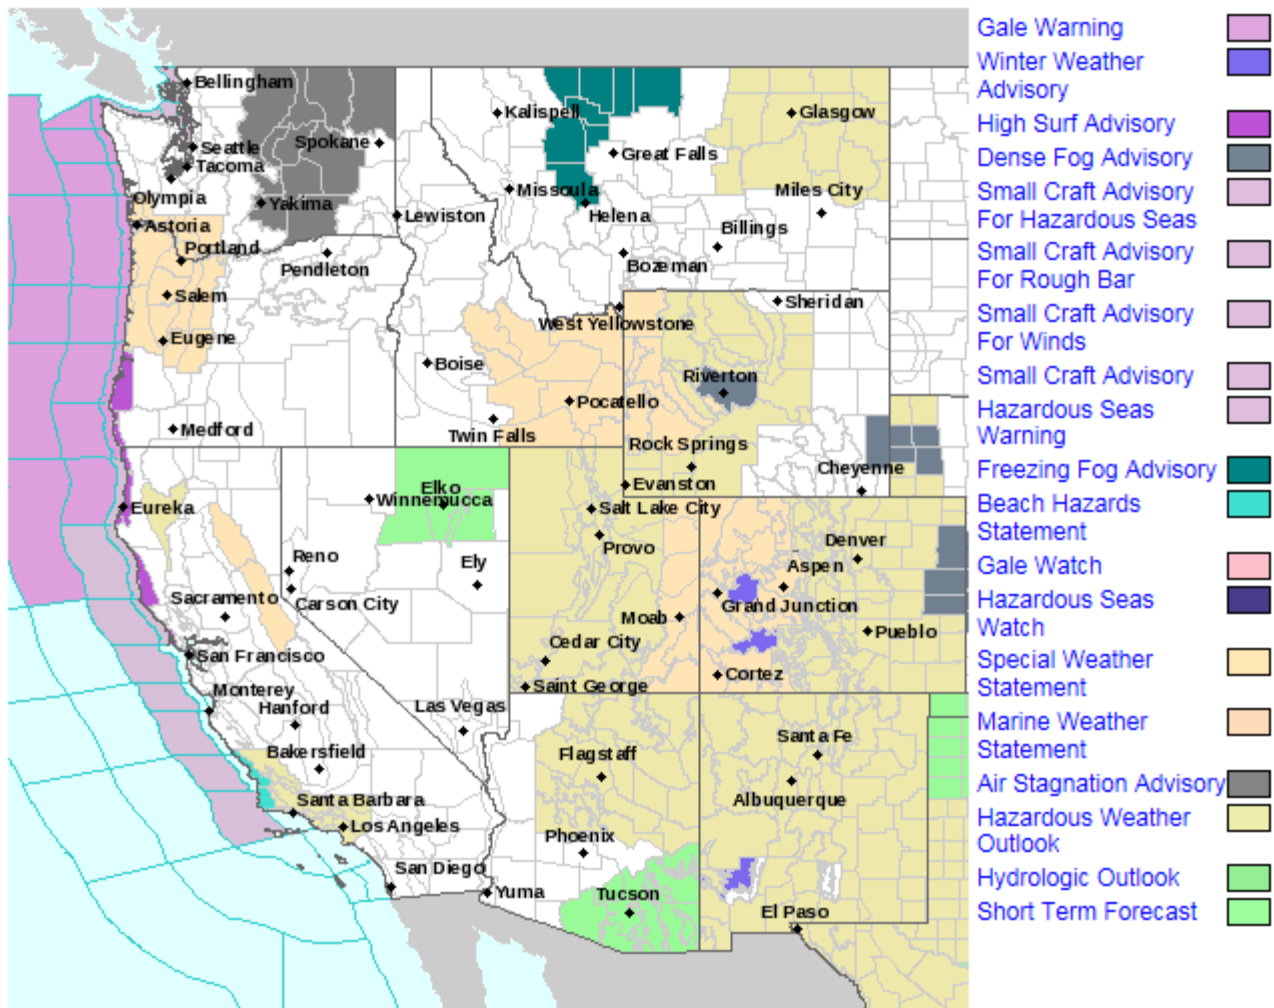 Bellingham
Seattle
Spokane
Tacoma
Olympia
Yakima
Astoria
Portland
Pendleton
Salem
Eugene
Medford
Kalispell
Great Falls
Glasgow
Missoula
Miles City
Lewiston
Helena
Billings
Bozeman
Sheridan
West Yellowstone
Boise
Riverton
Pocatello
Twin Falls
Rock Springs
Cheyenne
Evanston
Elko
Winnemucca
Eureka
Salt Lake City
Provo
Denver
Reno
Ely
Aspen
Sacramento
Carson City
Grand Junction
Moab
Pueblo
Cedar City
San Francisco
Cortez
Saint George
Monterey
Hanford
Las Vegas
Bakersfield
Flagstaff
Santa Fe
Albuquerque
Santa Barbara
Los Angeles
Phoenix
San Diego
Yuma
Tucson
El Paso
Gale Warning
Winter Weather
Advisory
High Surf Advisory
Dense Fog Advisory
Small Craft Advisory
For Hazardous Seas
Small Craft Advisory
For Rough Bar
Small Craft Advisory
For Winds
Small Craft Advisory
Hazardous Seas
Warning
Freezing Fog Advisory
Beach Hazards
Statement
Gale Watch
Hazardous Seas
Watch
Special Weather
Statement
Marine Weather
Statement
Air Stagnation Advisory
Hazardous Weather
Outlook
Hydrologic Outlook
Short Term Forecast